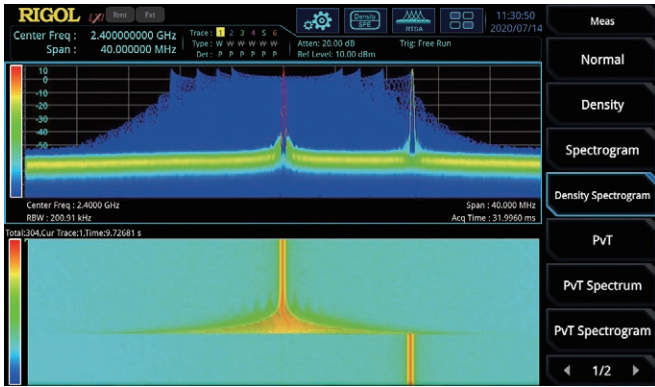 RIGOL LXI Rmt Ext
Density
SPE
RTSA
11:30:50
2020/07/14
Center Freq : 2.400000000 GHz
Span : 40.000000 MHz
Trace : 1 2 3 4 5 6
Type : W W W W W W
Det : P P P P P P
Atten: 20.00 dB
Ref Level: 10.00 dBm
Trig: Free Run
10
0
-10
-20
-30
-40
-50
Center Freq : 2.4000 GHz
Span : 40.000 MHz
RBW : 200.91 kHz
Acq Time : 31.9960 ms
Total:304,Cur Trace:1,Time:9.72681 s
Meas
Normal
Density
Spectrogram
Density Spectrogram
PvT
PvT Spectrum
PvT Spectrogram
1/2